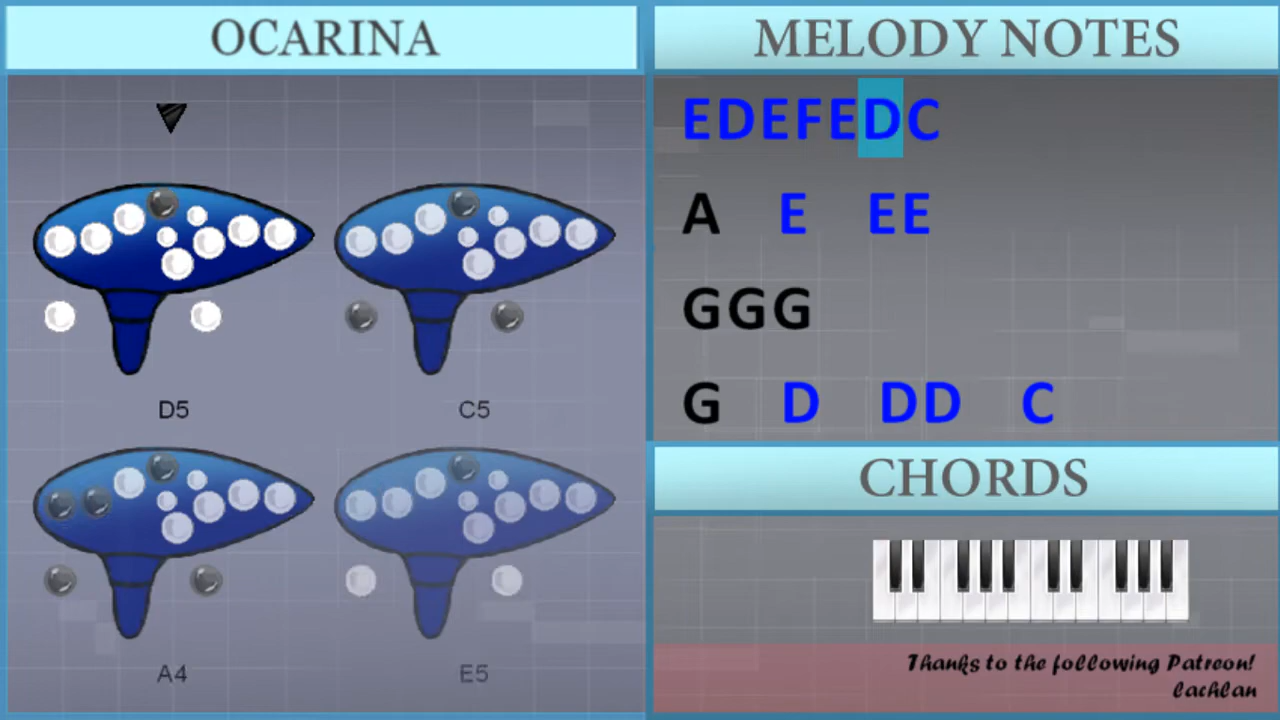 OCARINA
D5
C5
A4
E5
MELODY NOTES
EDEFEDC
A E EE
GGG
G D DD C
CHORDS
Thanks to the following Patreon!
lachlan